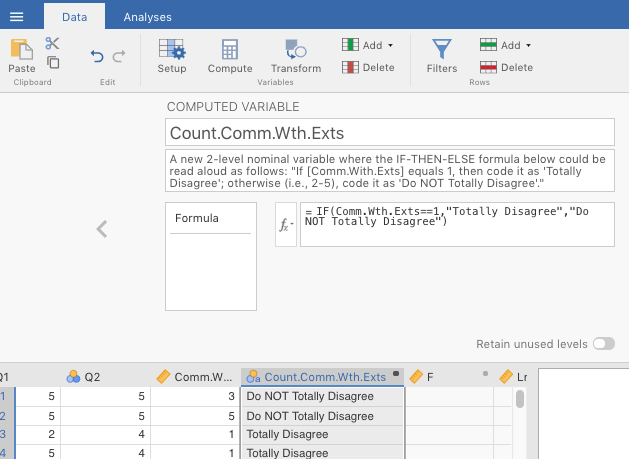 Data Analyses
Paste
Clipboard
Edit
Setup Compute Transform
Variables
Add
Delete
Filters
Add
Delete
Rows
COMPUTED VARIABLE
Count.Comm.Wth.Exts
A new 2-level nominal variable where the IF-THEN-ELSE formula below could be
read aloud as follows: "If [Comm.With.Exts] equals 1, then code it as 'Totally
Disagree'; otherwise (i.e., 2-5), code it as 'Do NOT Totally Disagree'."
Formula
fx
= IF(Comm.Wth.Exts==1,"Totally Disagree","Do
NOT Totally Disagree")
Retain unused levels
Q1 Q2 Comm.W... Count.Comm.Wth.Exts F
1 5 5 3 Do NOT Totally Disagree
2 5 5 5 Do NOT Totally Disagree
3 2 4 1 Totally Disagree
4 5 4 1 Totally Disagree